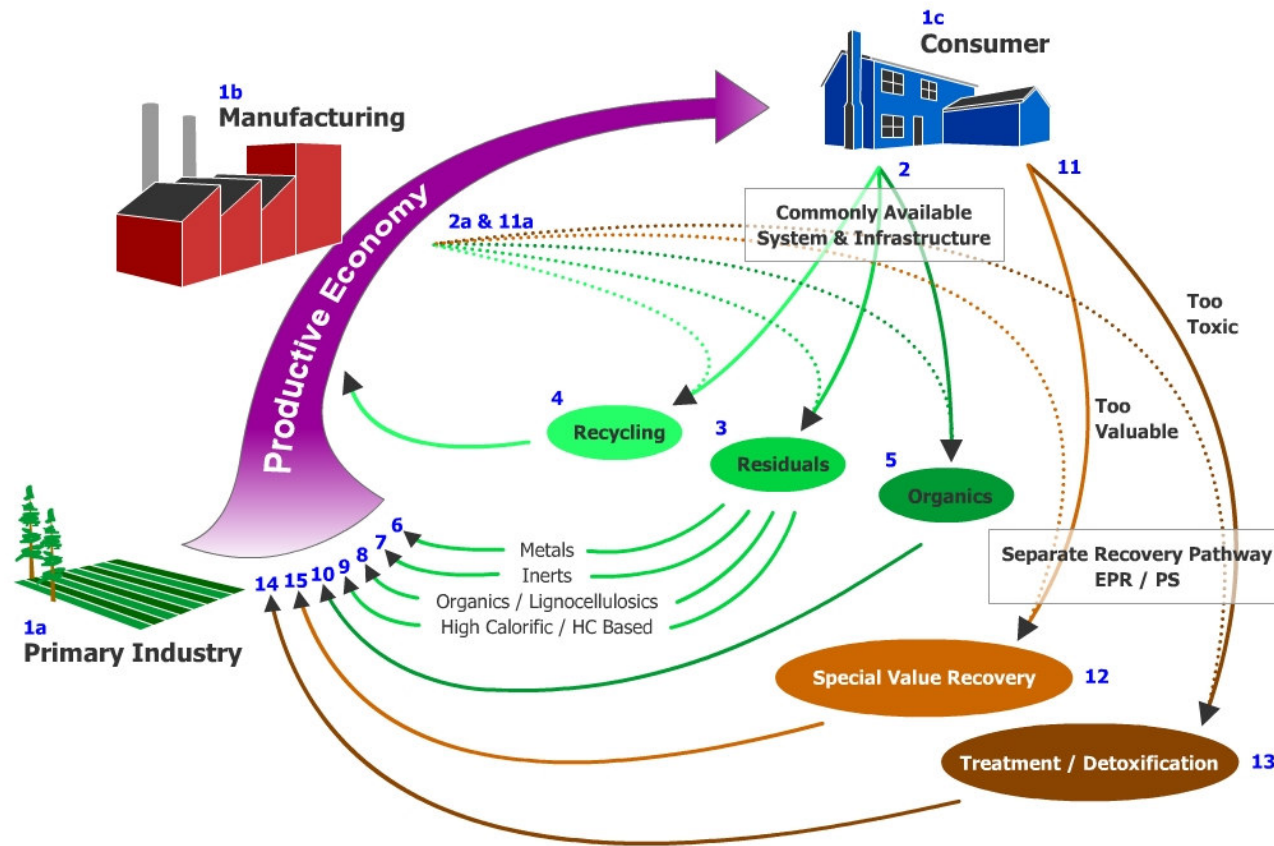 1c
Consumer
1b
Manufacturing
2
11
Commonly Available
System & Infrastructure
2a & 11a
Productive Economy
Too
Toxic
4
Recycling
3
Residuals
Too
Valuable
5
Organics
6
7
8
9
10
15
14
Metals
Inerts
Organics / Lignocellulosics
High Calorific / HC Based
Separate Recovery Pathway
EPR / PS
1a
Primary Industry
Special Value Recovery
12
Treatment / Detoxification
13